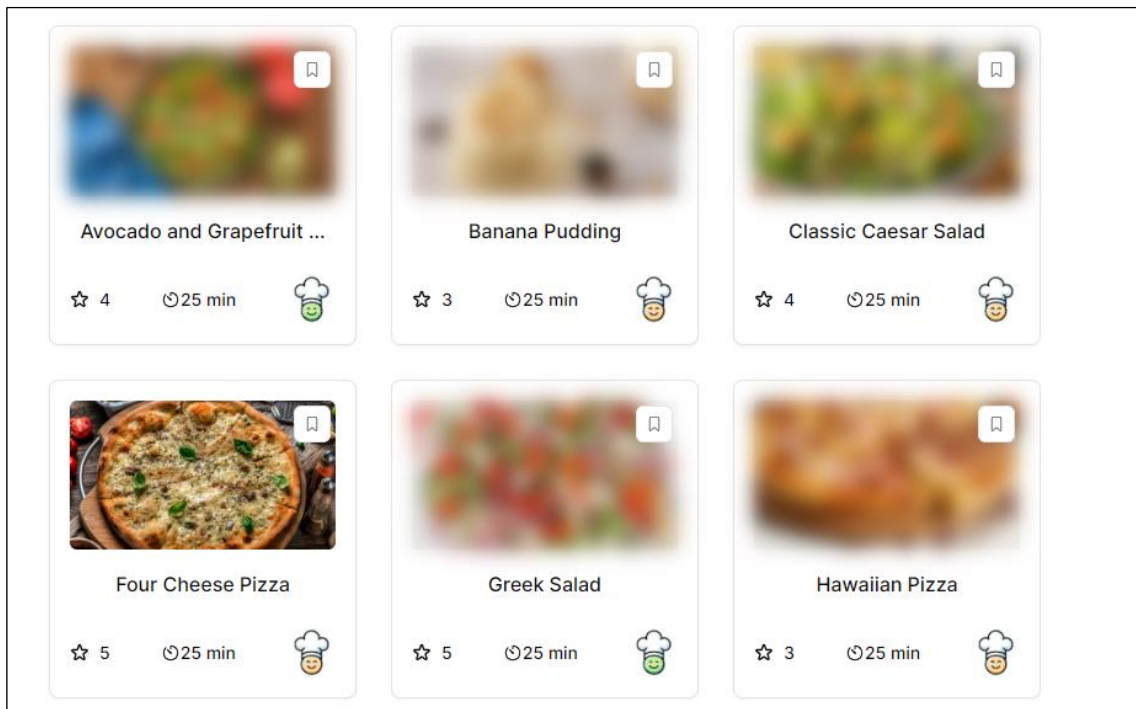 Avocado and Grapefruit ...
4 25 min
Banana Pudding
3 25 min
Classic Caesar Salad
4 25 min
Four Cheese Pizza
5 25 min
Greek Salad
5 25 min
Hawaiian Pizza
3 25 min